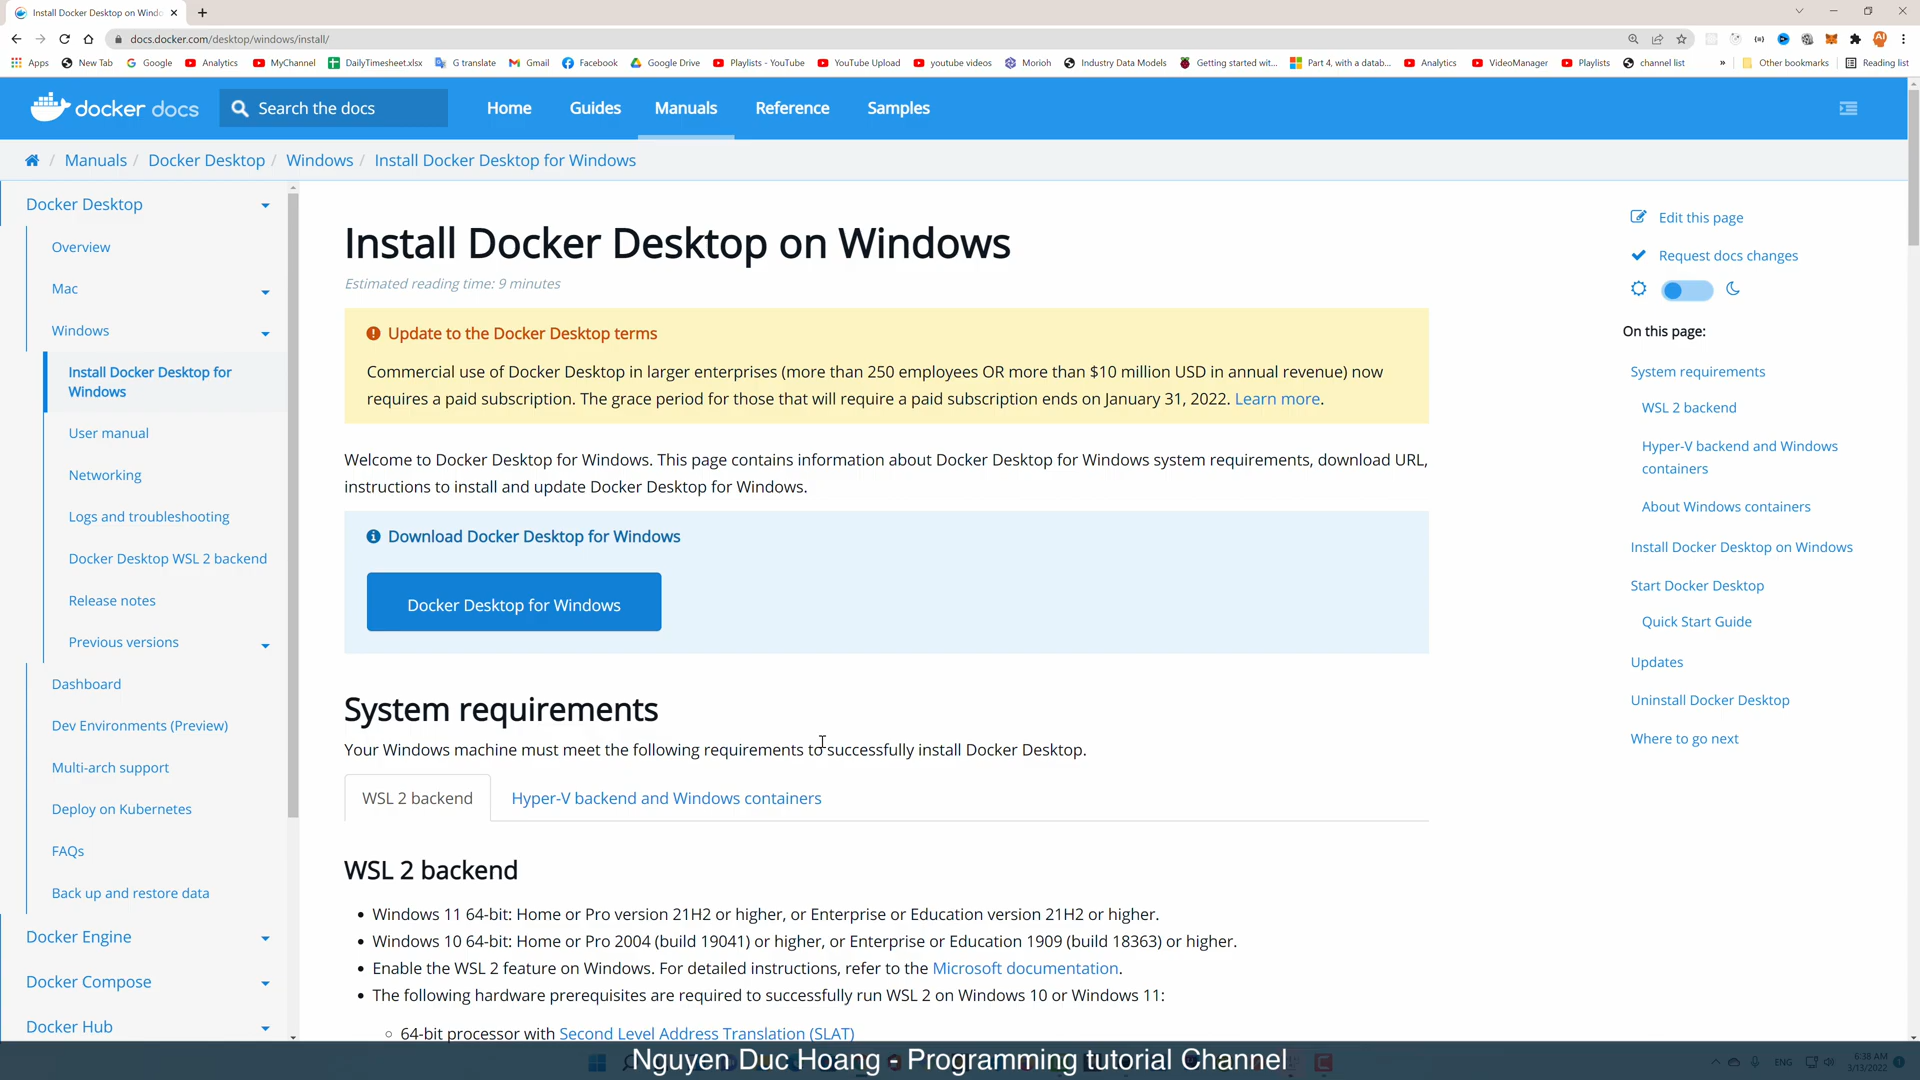 Install Docker Desktop on Windo
docs.docker.com/desktop/windows/install/
Apps New Tab Google Analytics MyChannel DailyTimesheet.xlsx G translate Gmail Facebook Google Drive Playlists - YouTube YouTube Upload youtube videos Morioh Industry Data Models Getting started wit... Part 4, with a datab... Analytics VideoManager Playlists channel list » Other bookmarks Reading list
docker docs Search the docs Home Guides Manuals Reference Samples
/ Manuals / Docker Desktop / Windows / Install Docker Desktop for Windows
Docker Desktop
Overview
Mac
Windows
Install Docker Desktop for
Windows
User manual
Networking
Logs and troubleshooting
Docker Desktop WSL 2 backend
Release notes
Previous versions
Dashboard
Dev Environments (Preview)
Multi-arch support
Deploy on Kubernetes
FAQs
Back up and restore data
Docker Engine
Docker Compose
Docker Hub
Install Docker Desktop on Windows
Estimated reading time: 9 minutes
Update to the Docker Desktop terms
Commercial use of Docker Desktop in larger enterprises (more than 250 employees OR more than $10 million USD in annual revenue) now
requires a paid subscription. The grace period for those that will require a paid subscription ends on January 31, 2022. Learn more.
Welcome to Docker Desktop for Windows. This page contains information about Docker Desktop for Windows system requirements, download URL,
instructions to install and update Docker Desktop for Windows.
Download Docker Desktop for Windows
Docker Desktop for Windows
System requirements
Your Windows machine must meet the following requirements to successfully install Docker Desktop.
WSL 2 backend Hyper-V backend and Windows containers
WSL 2 backend
• Windows 11 64-bit: Home or Pro version 21H2 or higher, or Enterprise or Education version 21H2 or higher.
• Windows 10 64-bit: Home or Pro 2004 (build 19041) or higher, or Enterprise or Education 1909 (build 18363) or higher.
• Enable the WSL 2 feature on Windows. For detailed instructions, refer to the Microsoft documentation.
• The following hardware prerequisites are required to successfully run WSL 2 on Windows 10 or Windows 11:
○ 64-bit processor with Second Level Address Translation (SLAT)
Edit this page
Request docs changes
On this page:
System requirements
WSL 2 backend
Hyper-V backend and Windows
containers
About Windows containers
Install Docker Desktop on Windows
Start Docker Desktop
Quick Start Guide
Updates
Uninstall Docker Desktop
Where to go next
Nguyen Duc Hoang - Programming tutorial Channel
ENG
6:38 AM
3/13/2022